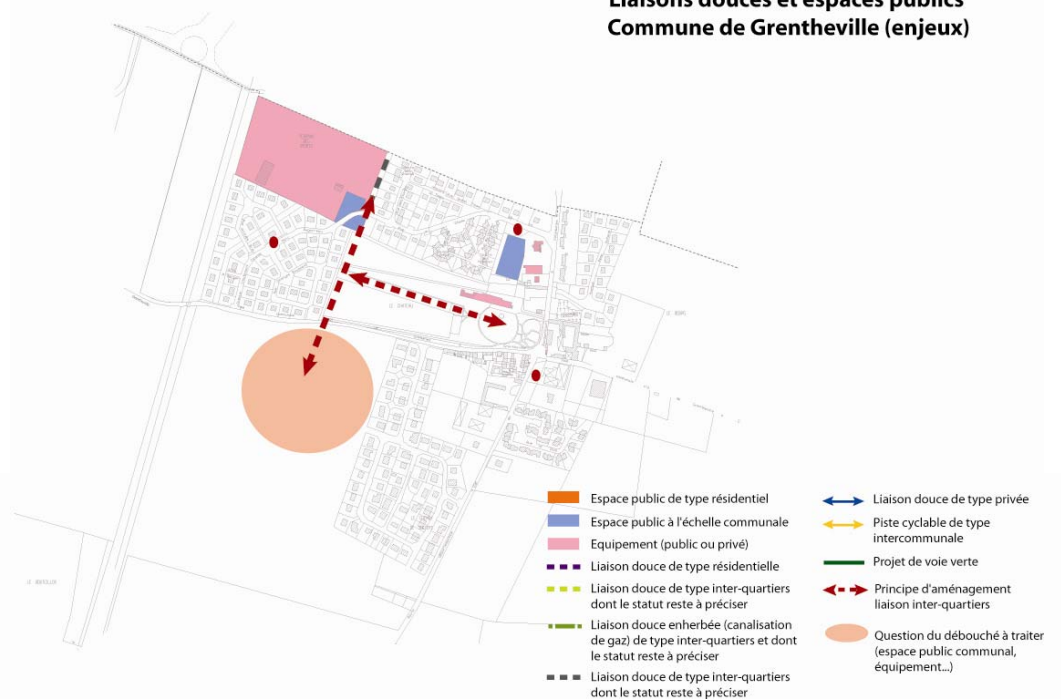 Liaisons douces et espaces publics
Commune de Grentheville (enjeux)
Espace public de type résidentiel
Espace public à l'échelle communale
Equipement (public ou privé)
Liaison douce de type résidentielle
Liaison douce de type inter-quartiers
dont le statut reste à préciser
Liaison douce enherbée (canalisation
de gaz) de type inter-quartiers et dont
le statut reste à préciser
Liaison douce de type inter-quartiers
dont le statut reste à préciser
Liaison douce de type privée
Piste cyclable de type
intercommunale
Projet de voie verte
Principe d'aménagement
liaison inter-quartiers
Question du débouché à traiter
(espace public communal,
équipement...)